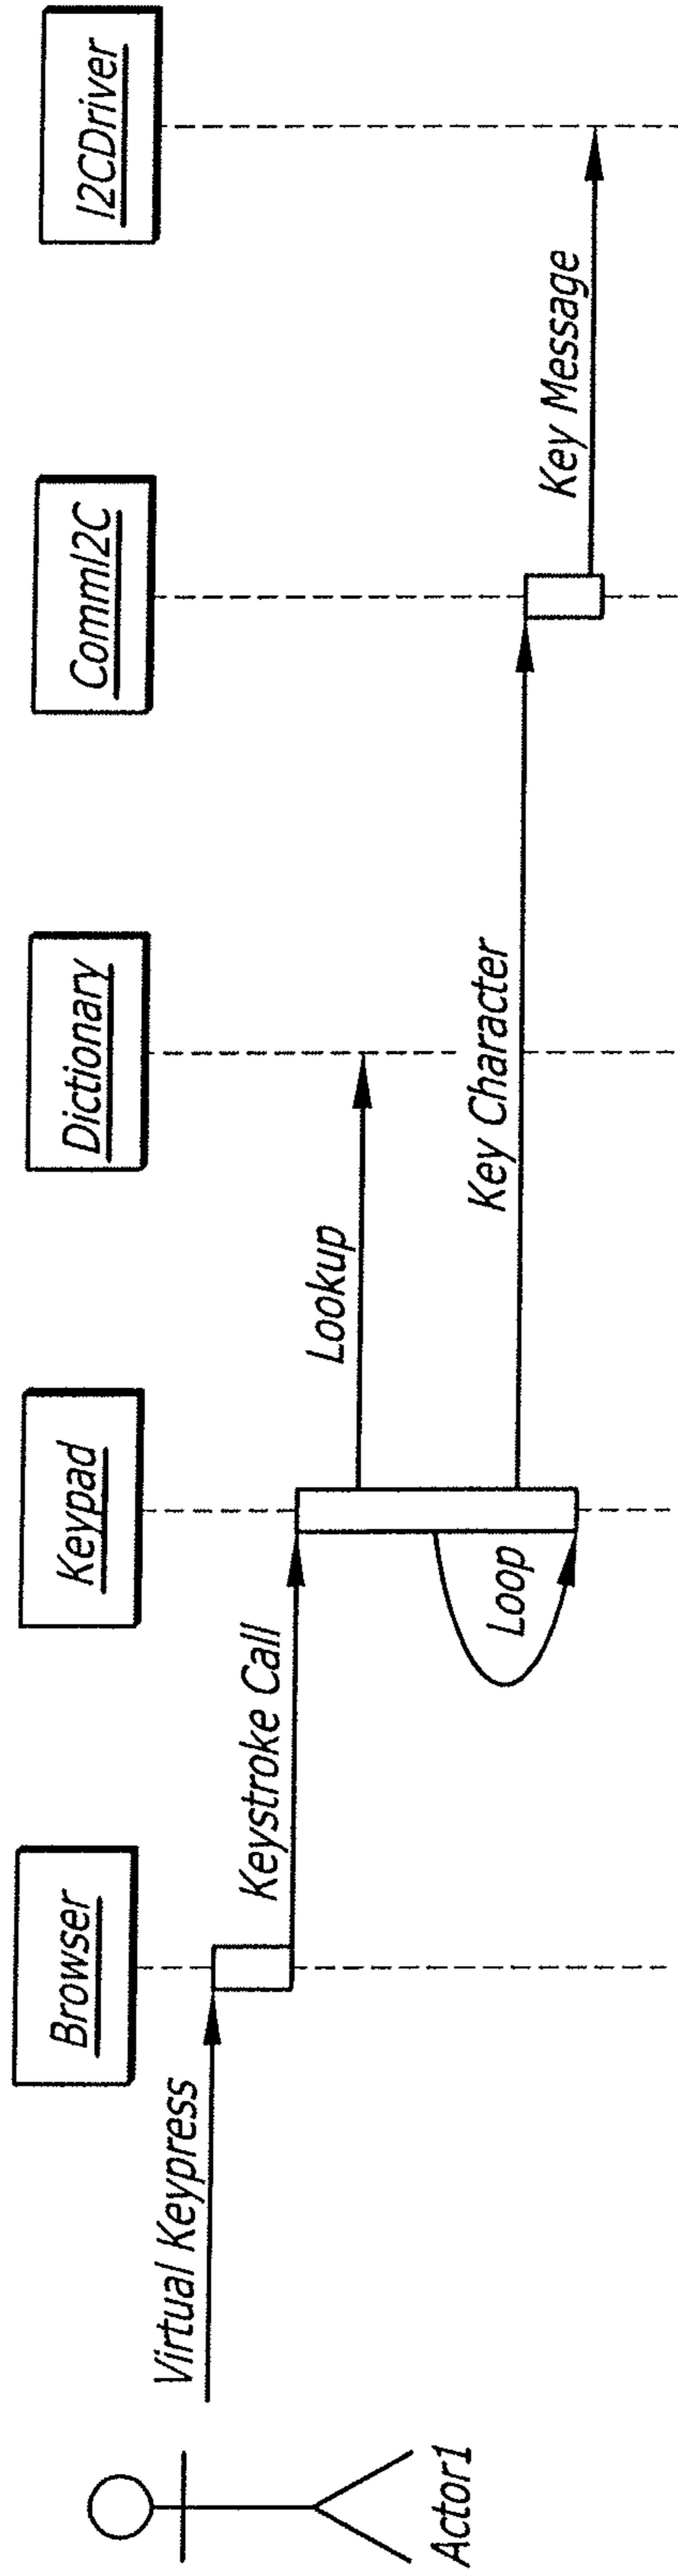 Browser
Keypad
Dictionary
CommI2C
I2CDriver
Virtual Keypress
Keystroke Call
Lookup
Loop
Key Character
Key Message
Actor1